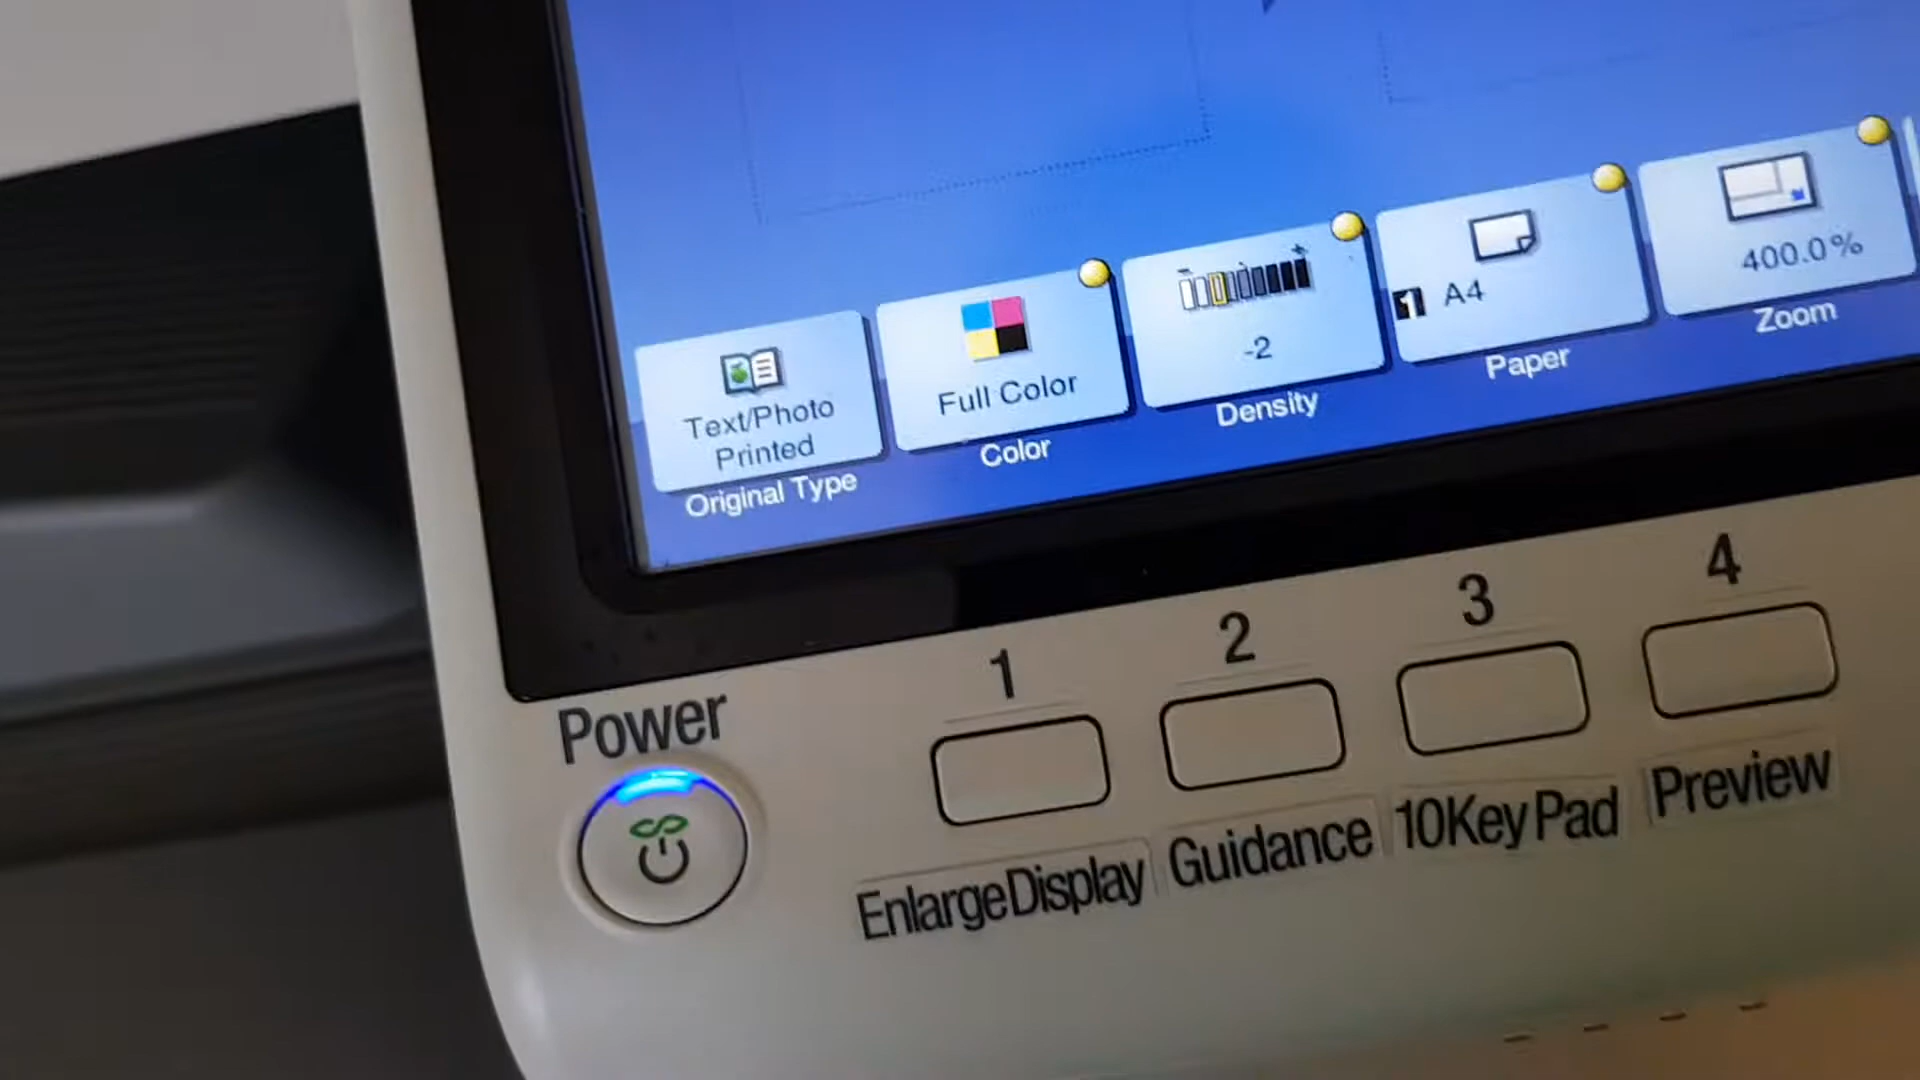 Text/Photo
Printed
Original Type
Full Color
Color
-2
Density
1 A4
Paper
400.0%
Zoom
Power
1
2
3
4
EnlargeDisplay
Guidance
10KeyPad
Preview